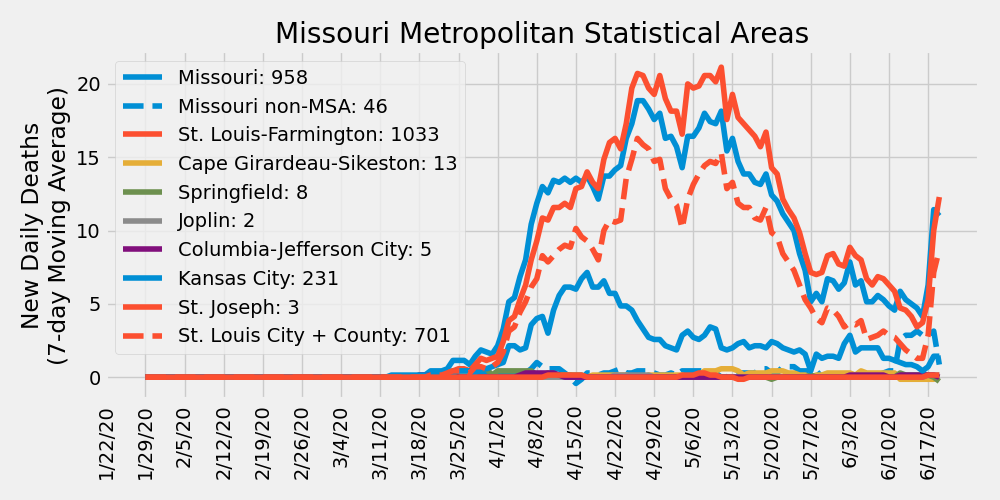 Missouri Metropolitan Statistical Areas
New Daily Deaths
(7-day Moving Average)
20
15
10
5
0
Missouri: 958
Missouri non-MSA: 46
St. Louis-Farmington: 1033
Cape Girardeau-Sikeston: 13
Springfield: 8
Joplin: 2
Columbia-Jefferson City: 5
Kansas City: 231
St. Joseph: 3
St. Louis City + County: 701
1/22/20
1/29/20
2/5/20
2/12/20
2/19/20
2/26/20
3/4/20
3/11/20
3/18/20
3/25/20
4/1/20
4/8/20
4/15/20
4/22/20
4/29/20
5/6/20
5/13/20
5/20/20
5/27/20
6/3/20
6/10/20
6/17/20